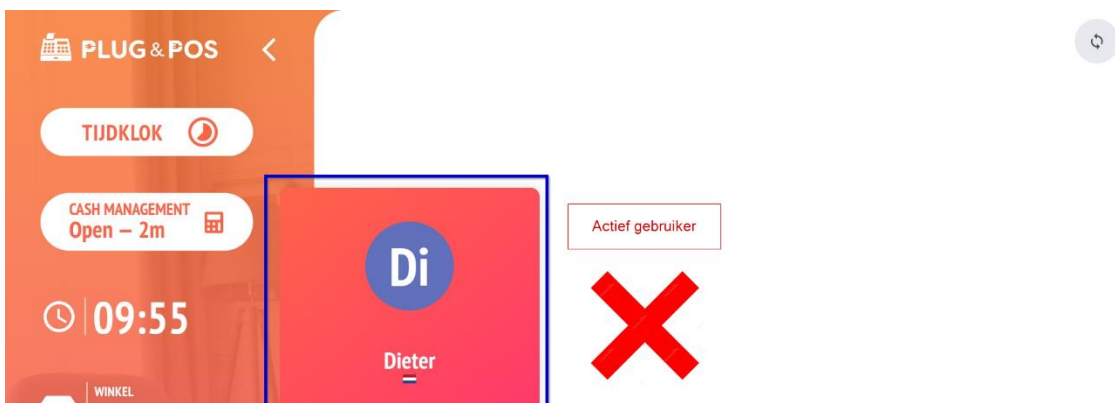 PLUG&POS
TIJDKLOK
CASH MANAGEMENT
Open – 2m
09:55
WINKEL
Di
Dieter
Actief gebruiker